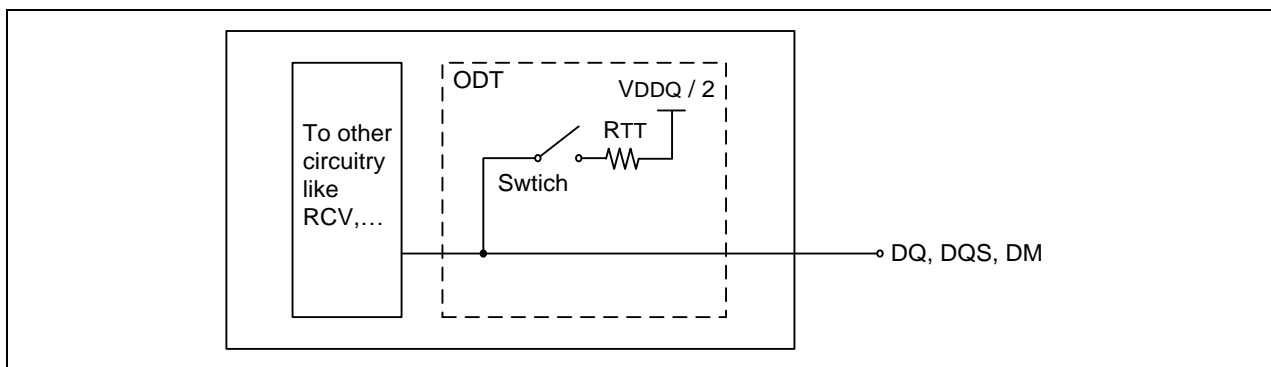 ODT
VDDQ / 2
RTT
Swtich
To other
circuitry
like
RCV,…
DQ, DQS, DM